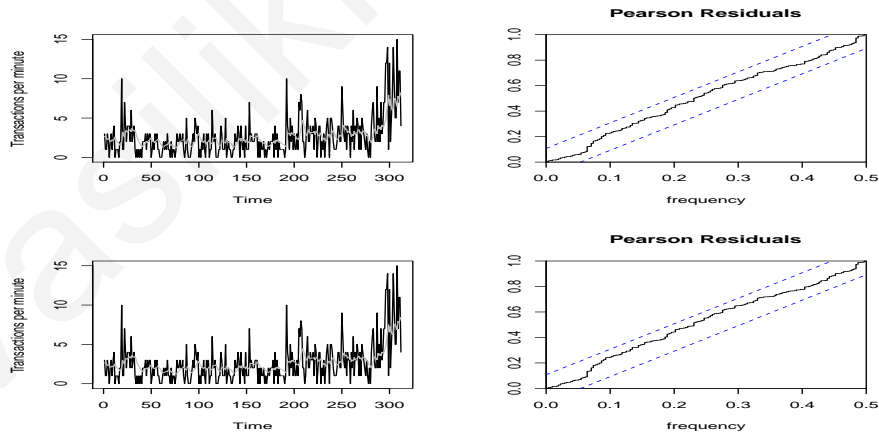 Pearson Residuals
Transactions per minute
0 5 10 15
0 50 100 150 200 250 300
Time
0.0 0.2 0.4 0.6 0.8 1.0
0.0 0.1 0.2 0.3 0.4 0.5
frequency
Pearson Residuals
Transactions per minute
0 5 10 15
0 50 100 150 200 250 300
Time
0.0 0.2 0.4 0.6 0.8 1.0
0.0 0.1 0.2 0.3 0.4 0.5
frequency